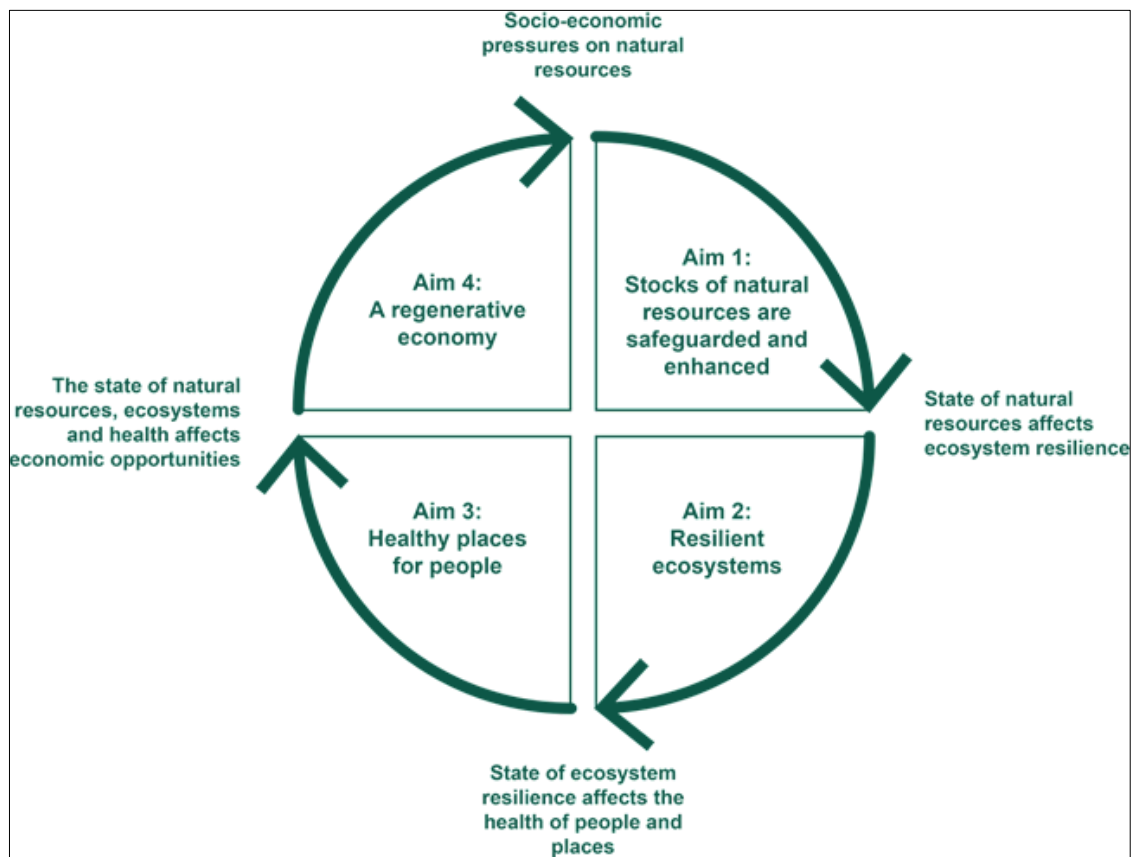 Socio-economic
pressures on natural
resources
Aim 1:
Stocks of natural
resources are
safeguarded and
enhanced
State of natural
resources affects
ecosystem resilience
Aim 2:
Resilient
ecosystems
State of ecosystem
resilience affects the
health of people and
places
Aim 3:
Healthy places
for people
The state of natural
resources, ecosystems
and health affects
economic opportunities
Aim 4:
A regenerative
economy